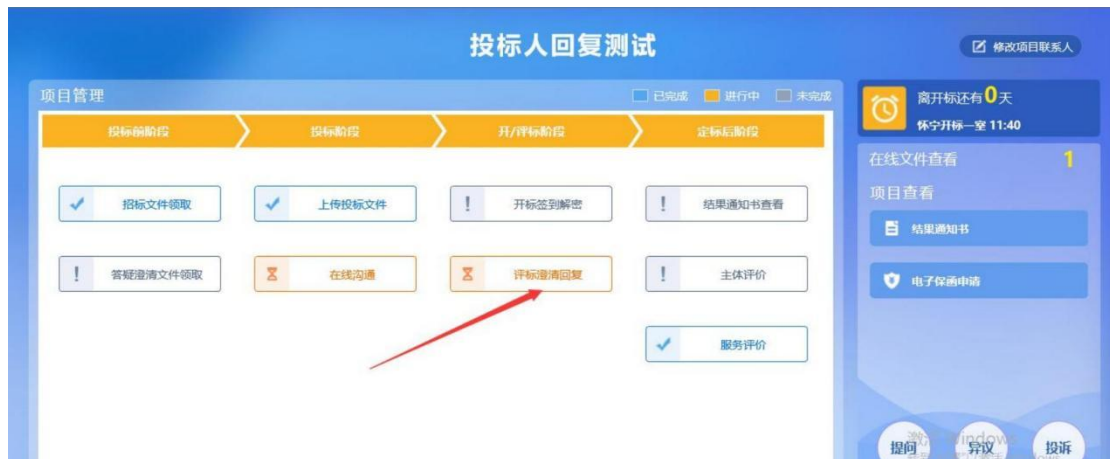 投标人回复测试
修改项目联系人
项目管理
已完成 进行中 未完成
投标前阶段 投标阶段 开/评标阶段 定标后阶段
招标文件领取 上传投标文件 开标签到解密 结果通知书查看
答疑澄清文件领取 在线沟通 评标澄清回复 主体评价
服务评价
离开标还有0天
怀宁开标一室 11:40
在线文件查看 1
项目查看
结果通知书
电子保函申请
提问 异议 投诉
激活 Windows